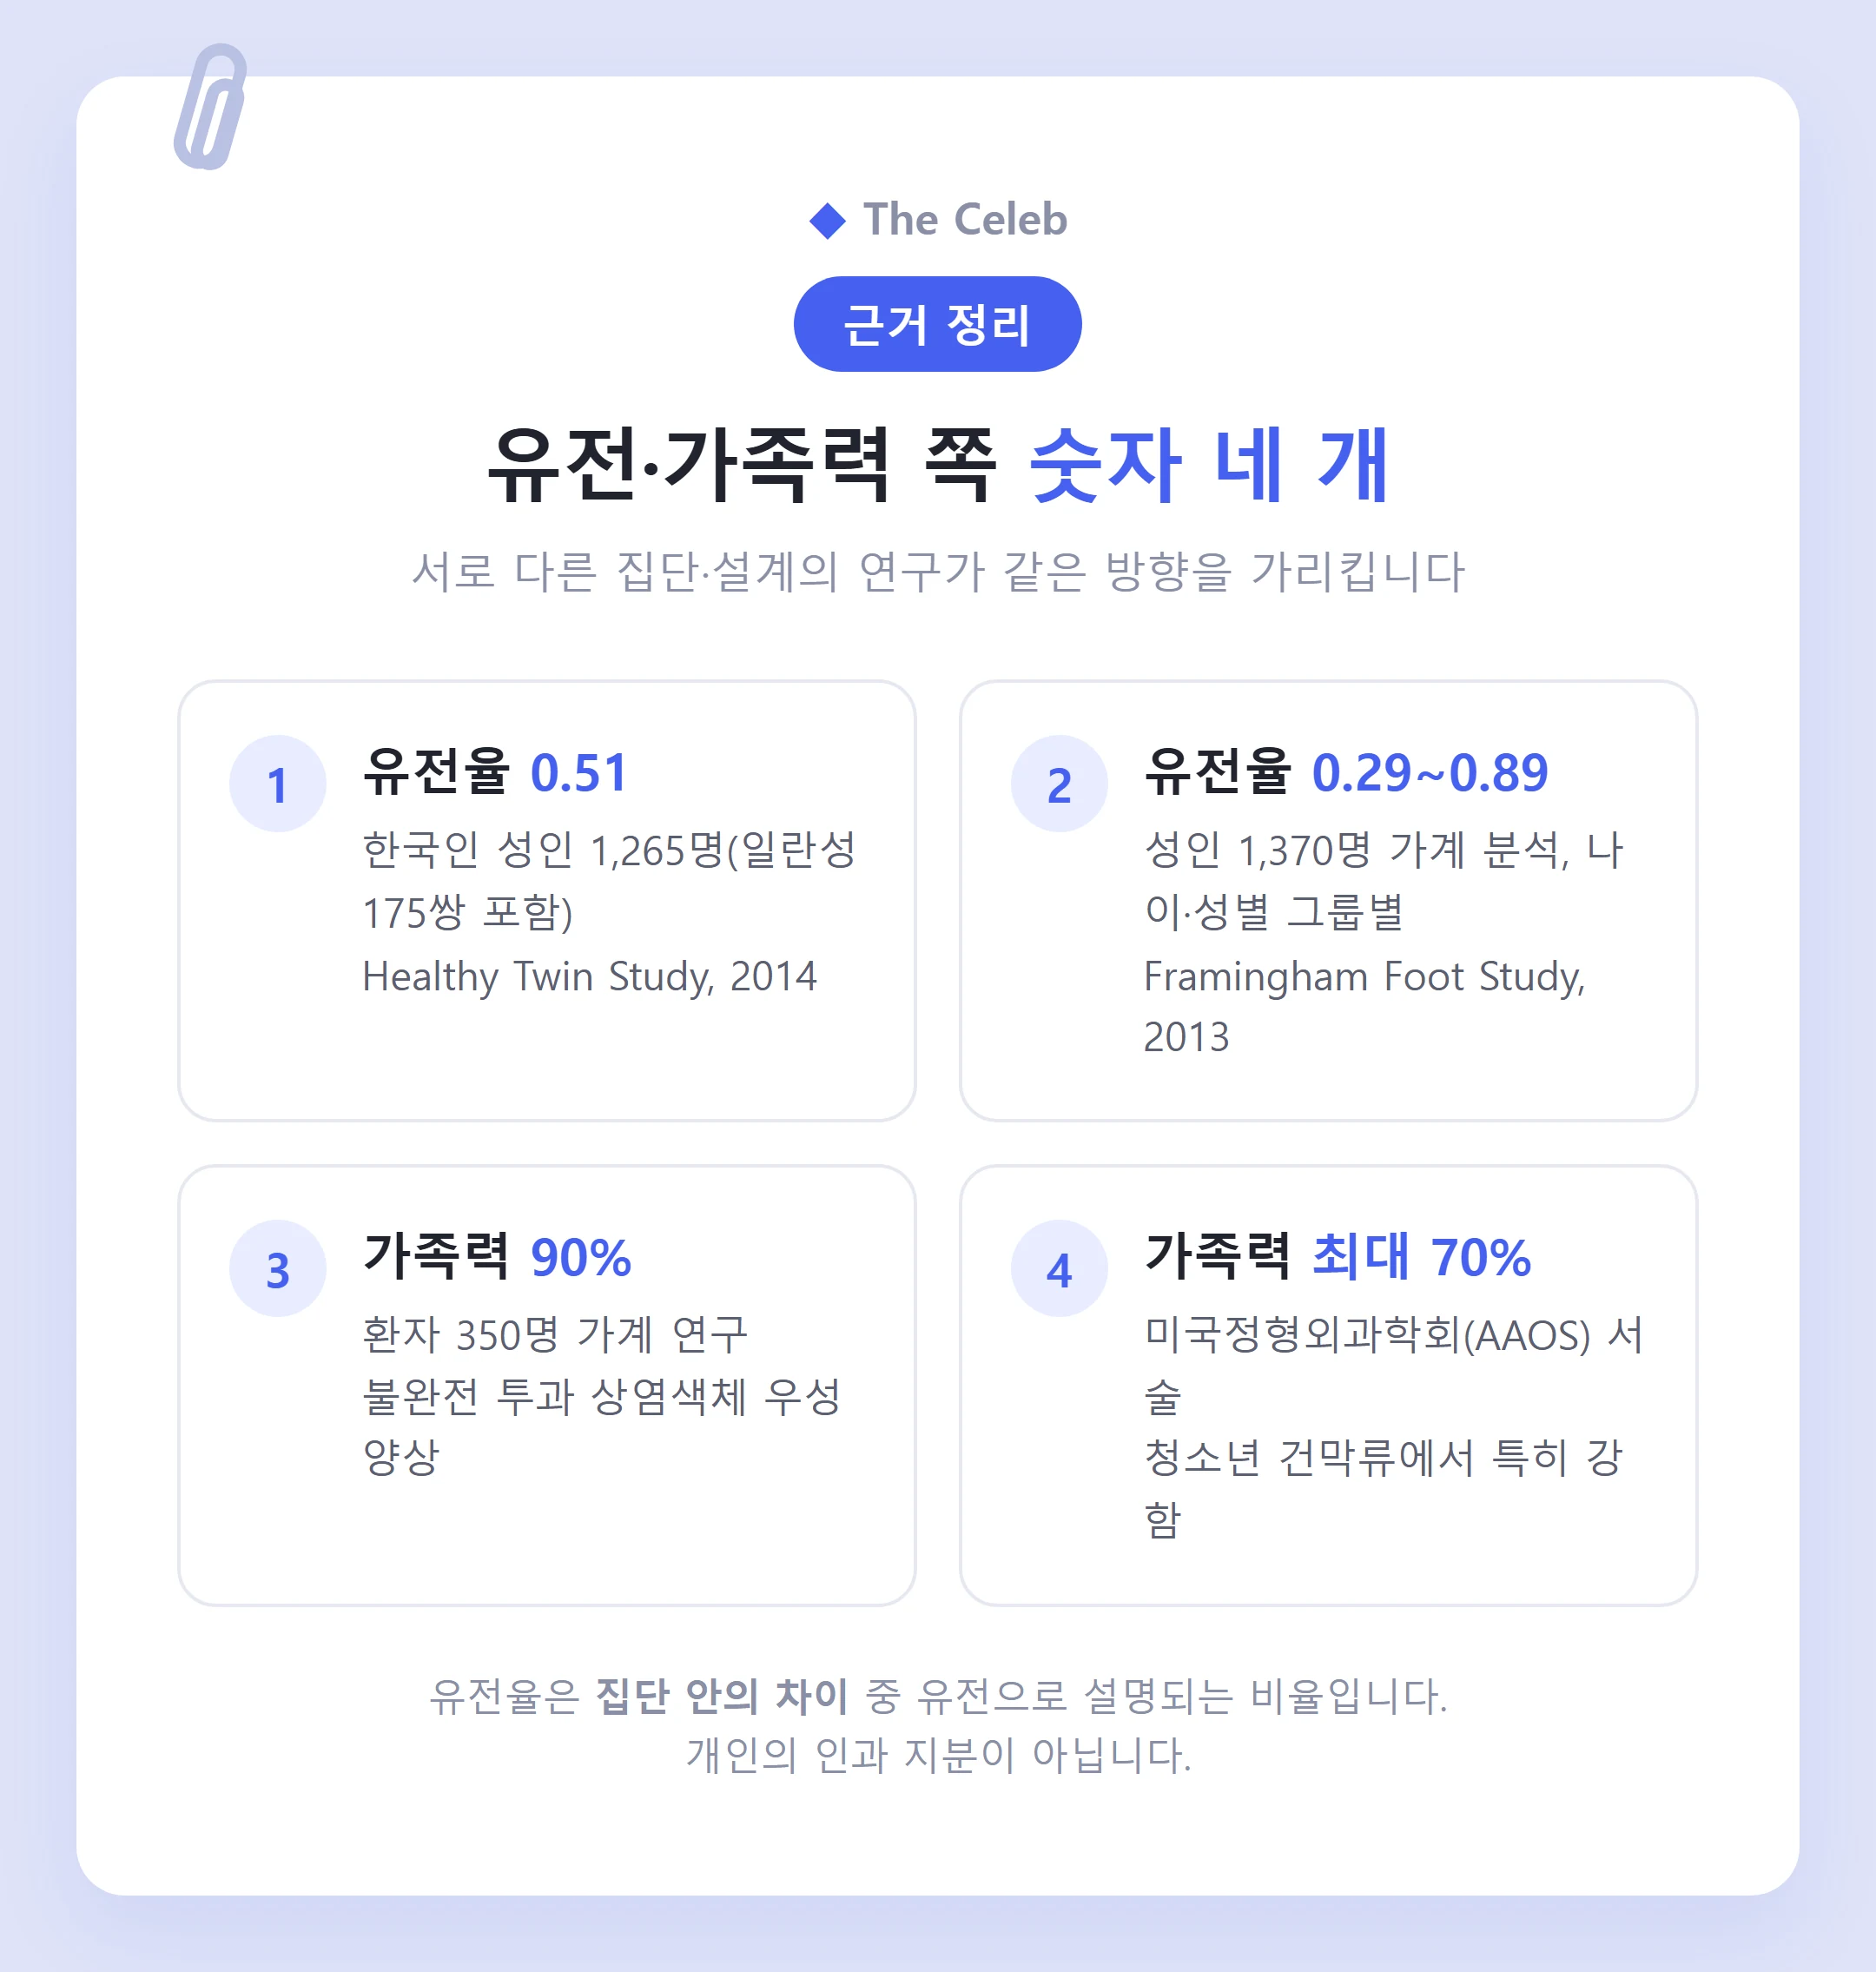 The Celeb
근거 정리
유전·가족력 쪽 숫자 네 개
서로 다른 집단·설계의 연구가 같은 방향을 가리킵니다
1
유전율 0.51
한국인 성인 1,265명(일란성
175쌍 포함)
Healthy Twin Study, 2014
2
유전율 0.29~0.89
성인 1,370명 가계 분석, 나
이·성별 그룹별
Framingham Foot Study,
2013
3
가족력 90%
환자 350명 가계 연구
불완전 투과 상염색체 우성
양상
4
가족력 최대 70%
미국정형외과학회(AAOS) 서
술
청소년 건막류에서 특히 강
함
유전율은 집단 안의 차이 중 유전으로 설명되는 비율입니다.
개인의 인과 지분이 아닙니다.